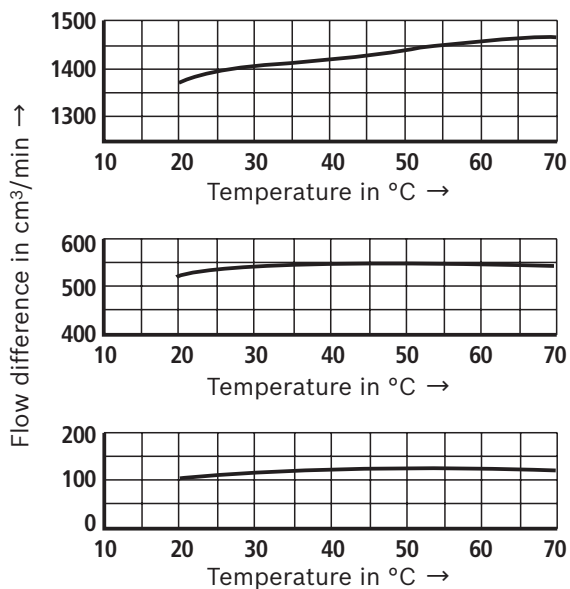 Flow difference in cm³/min →
1500
1400
1300
10 20 30 40 50 60 70
Temperature in °C →
600
500
400
10 20 30 40 50 60 70
Temperature in °C →
200
100
0
10 20 30 40 50 60 70
Temperature in °C →